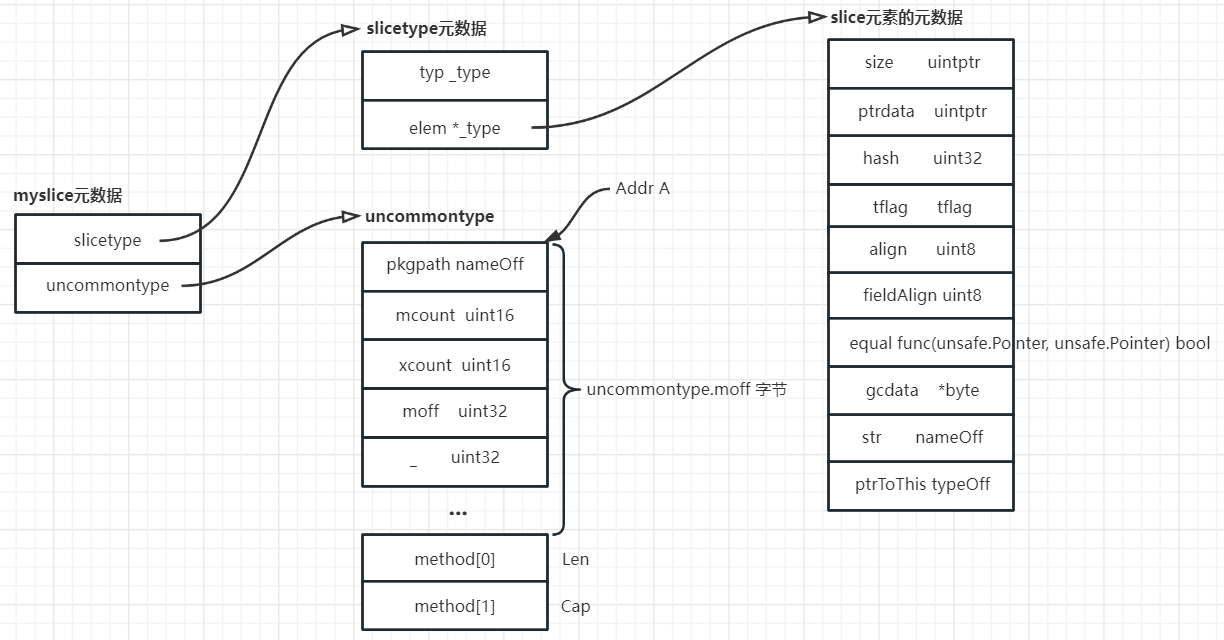 myslice元数据
slicetype
uncommontype
slicetype元数据
typ _type
elem *_type
Addr A
uncommontype
pkgpath nameOff
mcount uint16
xcount uint16
moff uint32
_ uint32
...
uncommontype.moff 字节
method[0] Len
method[1] Cap
slice元素的元数据
size uintptr
ptrdata uintptr
hash uint32
tflag tflag
align uint8
fieldAlign uint8
equal func(unsafe.Pointer, unsafe.Pointer) bool
gcdata *byte
str nameOff
ptrToThis typeOff